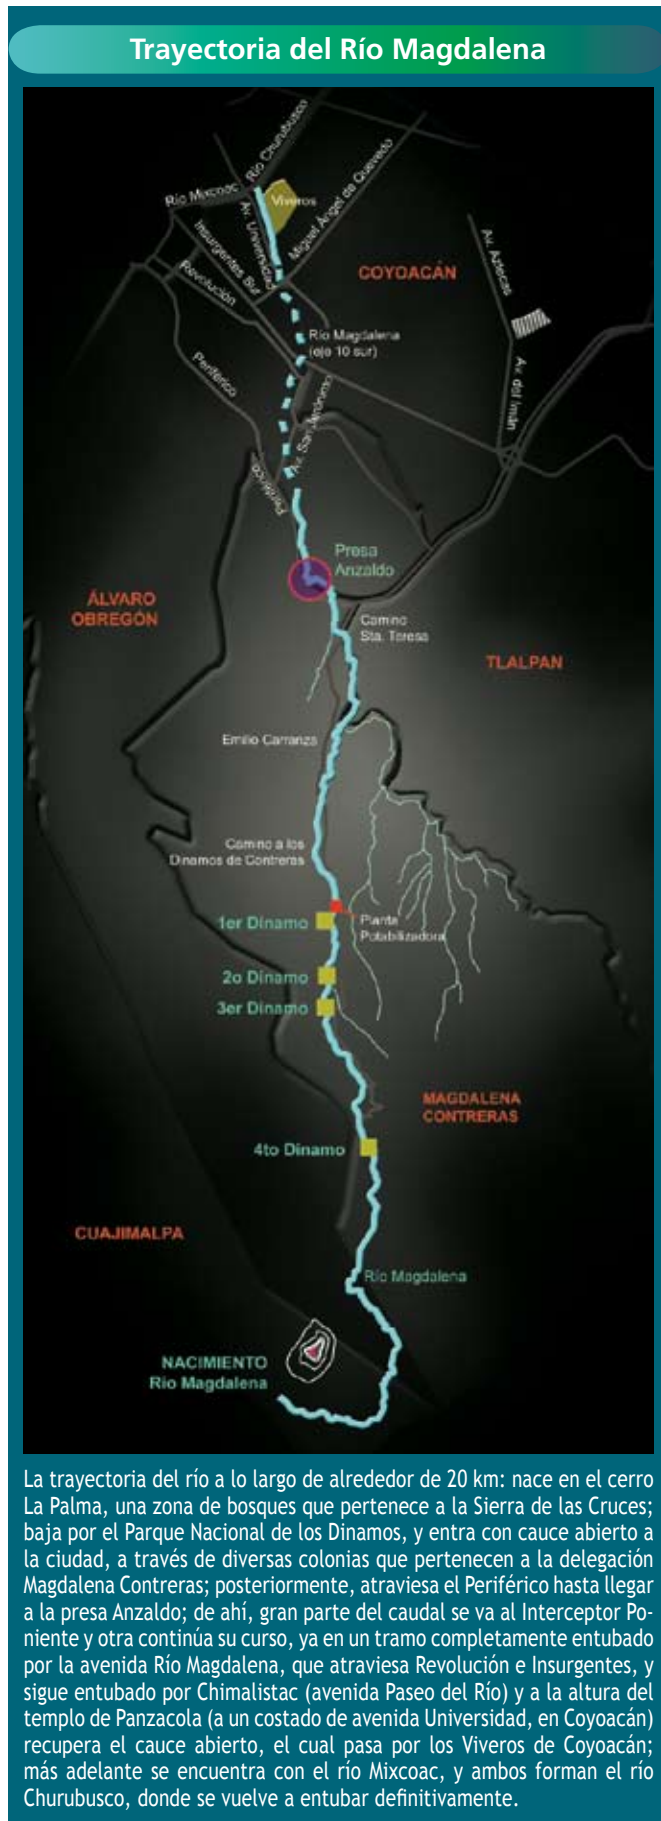 Trayectoria del Río Magdalena
Río Churubusco
Río Mixcoac
Viveros
Av. Universidad
Miguel Ángel de Quevedo
Insurgentes Sur
Revolución
COYOACÁN
Av. Aztecas
Río Magdalena
(eje 10 sur)
Periférico
Av. del Imán
Av. San Jerónimo
Periférico
Presa
Anzaldo
ÁLVARO
OBREGÓN
Camino
Sta. Teresa
TLALPAN
Emilio Carranza
Camino a los
Dinamos de Contreras
1er Dínamo
Planta
Potabilizadora
2o Dínamo
3er Dínamo
MAGDALENA
CONTRERAS
4to Dínamo
CUAJIMALPA
Río Magdalena
NACIMIENTO
Río Magdalena
La trayectoria del río a lo largo de alrededor de 20 km: nace en el cerro
La Palma, una zona de bosques que pertenece a la Sierra de las Cruces;
baja por el Parque Nacional de los Dinamos, y entra con cauce abierto a
la ciudad, a través de diversas colonias que pertenecen a la delegación
Magdalena Contreras; posteriormente, atraviesa el Periférico hasta llegar
a la presa Anzaldo; de ahí, gran parte del caudal se va al Interceptor Po-
niente y otra continúa su curso, ya en un tramo completamente entubado
por la avenida Río Magdalena, que atraviesa Revolución e Insurgentes, y
sigue entubado por Chimalistac (avenida Paseo del Río) y a la altura del
templo de Panzacola (a un costado de avenida Universidad, en Coyoacán)
recupera el cauce abierto, el cual pasa por los Viveros de Coyoacán;
más adelante se encuentra con el río Mixcoac, y ambos forman el río
Churubusco, donde se vuelve a entubar definitivamente.